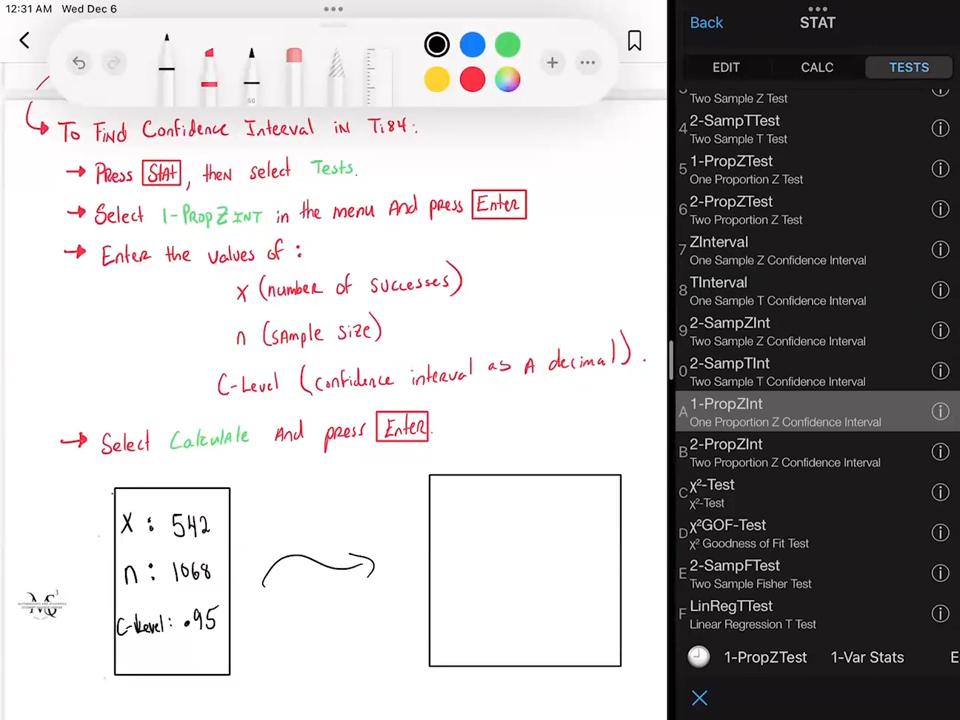 12:31 AM Wed Dec 6
50
To Find Confidence Interval in Ti84:
→ Press STAT, then select Tests.
→ Select 1-PROPZINT in the menu And press Enter
→ Enter the values of:
x (number of successes)
n (sample size)
C-Level (confidence interval as A decimal).
→ Select Calculate And press Enter.
X : 542
n : 1068
C-Level: .95
Back
STAT
EDIT CALC TESTS
3
Two Sample Z Test
4 2-SampTTest
Two Sample T Test
5 1-PropZTest
One Proportion Z Test
6 2-PropZTest
Two Proportion Z Test
7 ZInterval
One Sample Z Confidence Interval
8 TInterval
One Sample T Confidence Interval
9 2-SampZInt
Two Sample Z Confidence Interval
0 2-SampTInt
Two Sample T Confidence Interval
A 1-PropZInt
One Proportion Z Confidence Interval
B 2-PropZInt
Two Proportion Z Confidence Interval
C χ²-Test
χ²-Test
D χ²GOF-Test
χ² Goodness of Fit Test
E 2-SampFTest
Two Sample Fisher Test
F LinRegTTest
Linear Regression T Test
1-PropZTest 1-Var Stats E